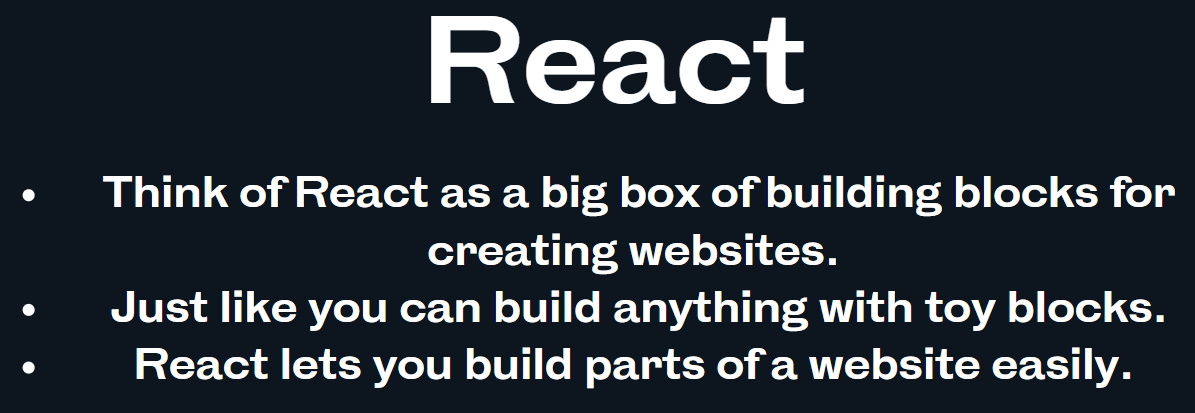 React
• Think of React as a big box of building blocks for
creating websites.
• Just like you can build anything with toy blocks.
• React lets you build parts of a website easily.